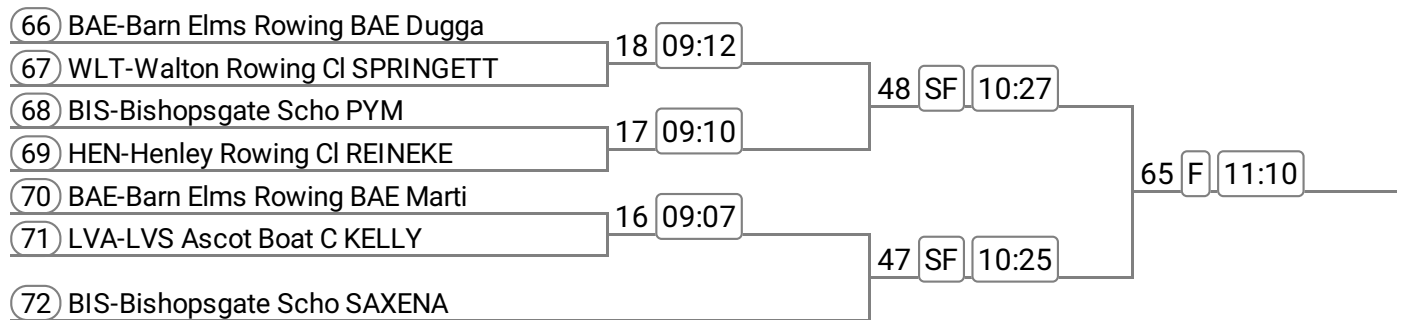 66 BAE-Barn Elms Rowing BAE Dugga
18 09:12
67 WLT-Walton Rowing Cl SPRINGETT
48 SF 10:27
68 BIS-Bishopsgate Scho PYM
17 09:10
69 HEN-Henley Rowing Cl REINEKE
65 F 11:10
70 BAE-Barn Elms Rowing BAE Marti
16 09:07
71 LVA-LVS Ascot Boat C KELLY
47 SF 10:25
72 BIS-Bishopsgate Scho SAXENA